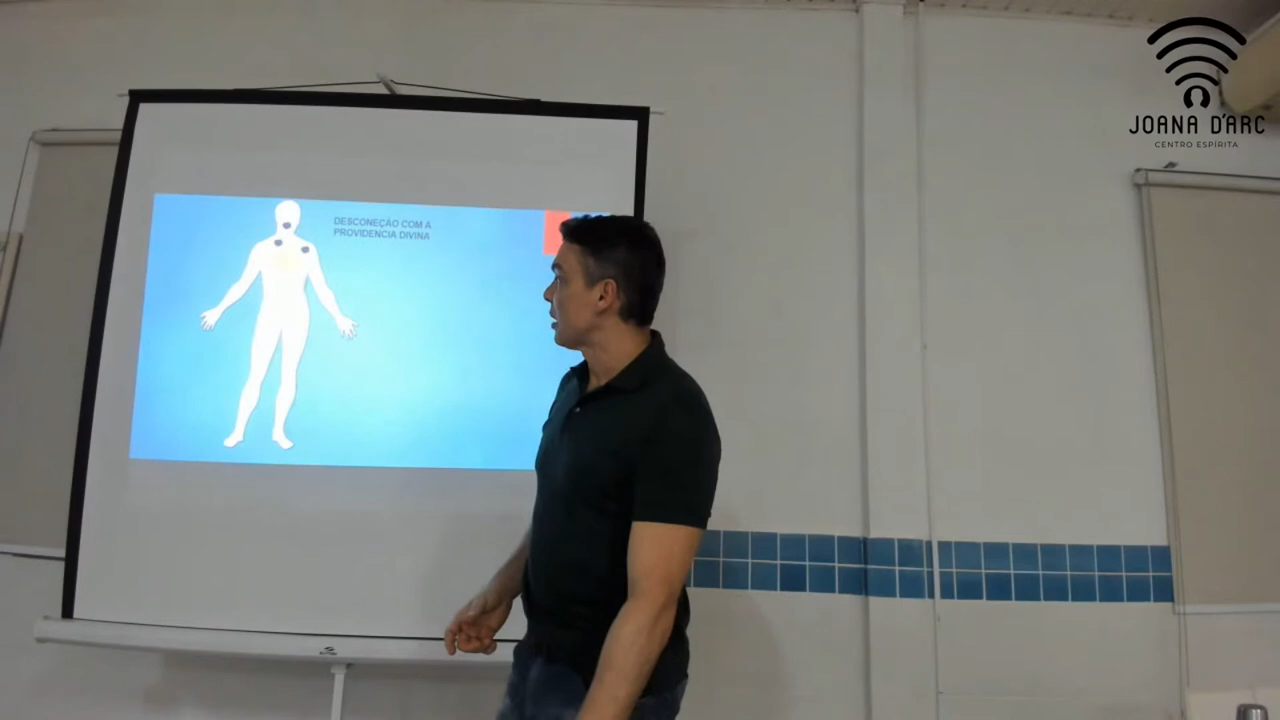 JOANA D'ARC
CENTRO ESPÍRITA
DESCONEÇÃO COM A
PROVIDENCIA DIVINA